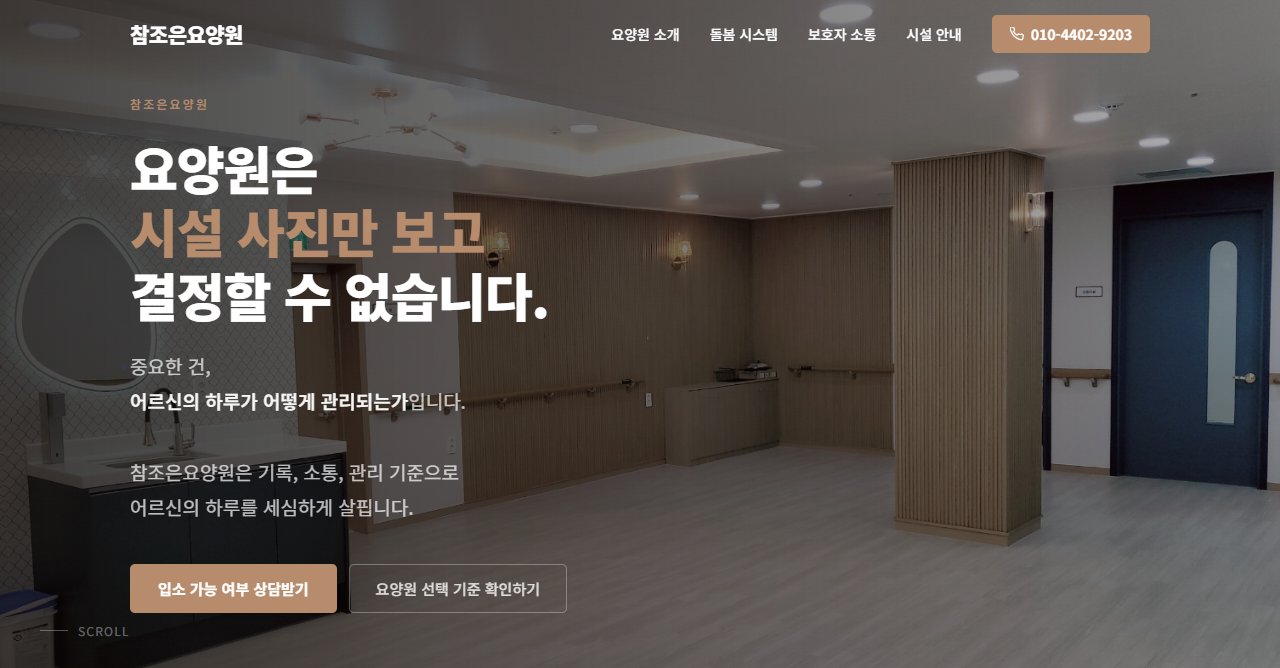 참조은요양원
요양원 소개
돌봄 시스템
보호자 소통
시설 안내
010-4402-9203
참조은요양원
요양원은
시설 사진만 보고
결정할 수 없습니다.
중요한 건,
어르신의 하루가 어떻게 관리되는가입니다.
참조은요양원은 기록, 소통, 관리 기준으로
어르신의 하루를 세심하게 살핍니다.
입소 가능 여부 상담받기
요양원 선택 기준 확인하기
SCROLL